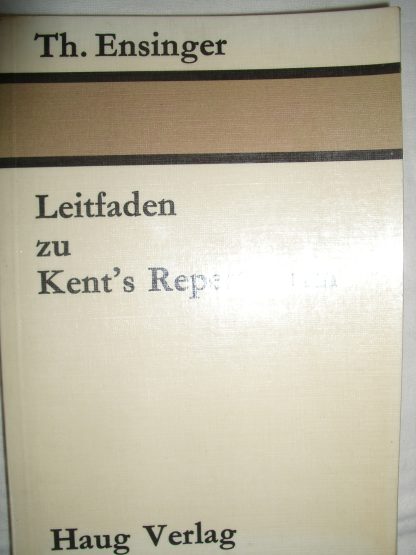 Th. Ensinger
Leitfaden
zu
Kent's
Haug Verlag